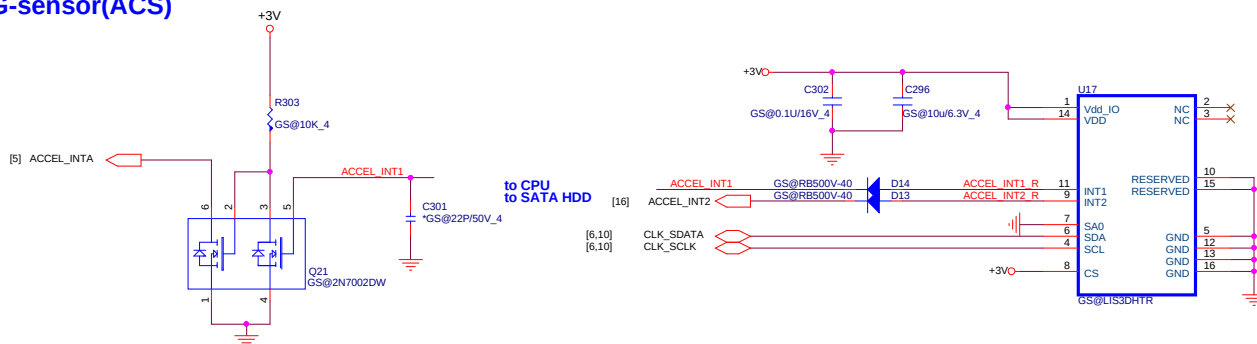 G-sensor(ACS)
+3V
R303
GS@10K_4
[5] ACCEL_INTA
ACCEL_INT1
6
2
3
5
C301
*GS@22P/50V_4
Q21
GS@2N7002DW
1
4
to CPU
to SATA HDD
+3V
C302
GS@0.1U/16V_4
C296
GS@10u/6.3V_4
U17
1 Vdd_IO
14 VDD
NC 2
NC 3
ACCEL_INT1 GS@RB500V-40 D14 ACCEL_INT1_R 11 INT1
[16] ACCEL_INT2 GS@RB500V-40 D13 ACCEL_INT2_R 9 INT2
RESERVED 10
RESERVED 15
7 SA0
[6,10] CLK_SDATA 6 SDA
[6,10] CLK_SCLK 4 SCL
GND 5
GND 12
GND 13
GND 16
+3V 8 CS
GS@LIS3DHTR